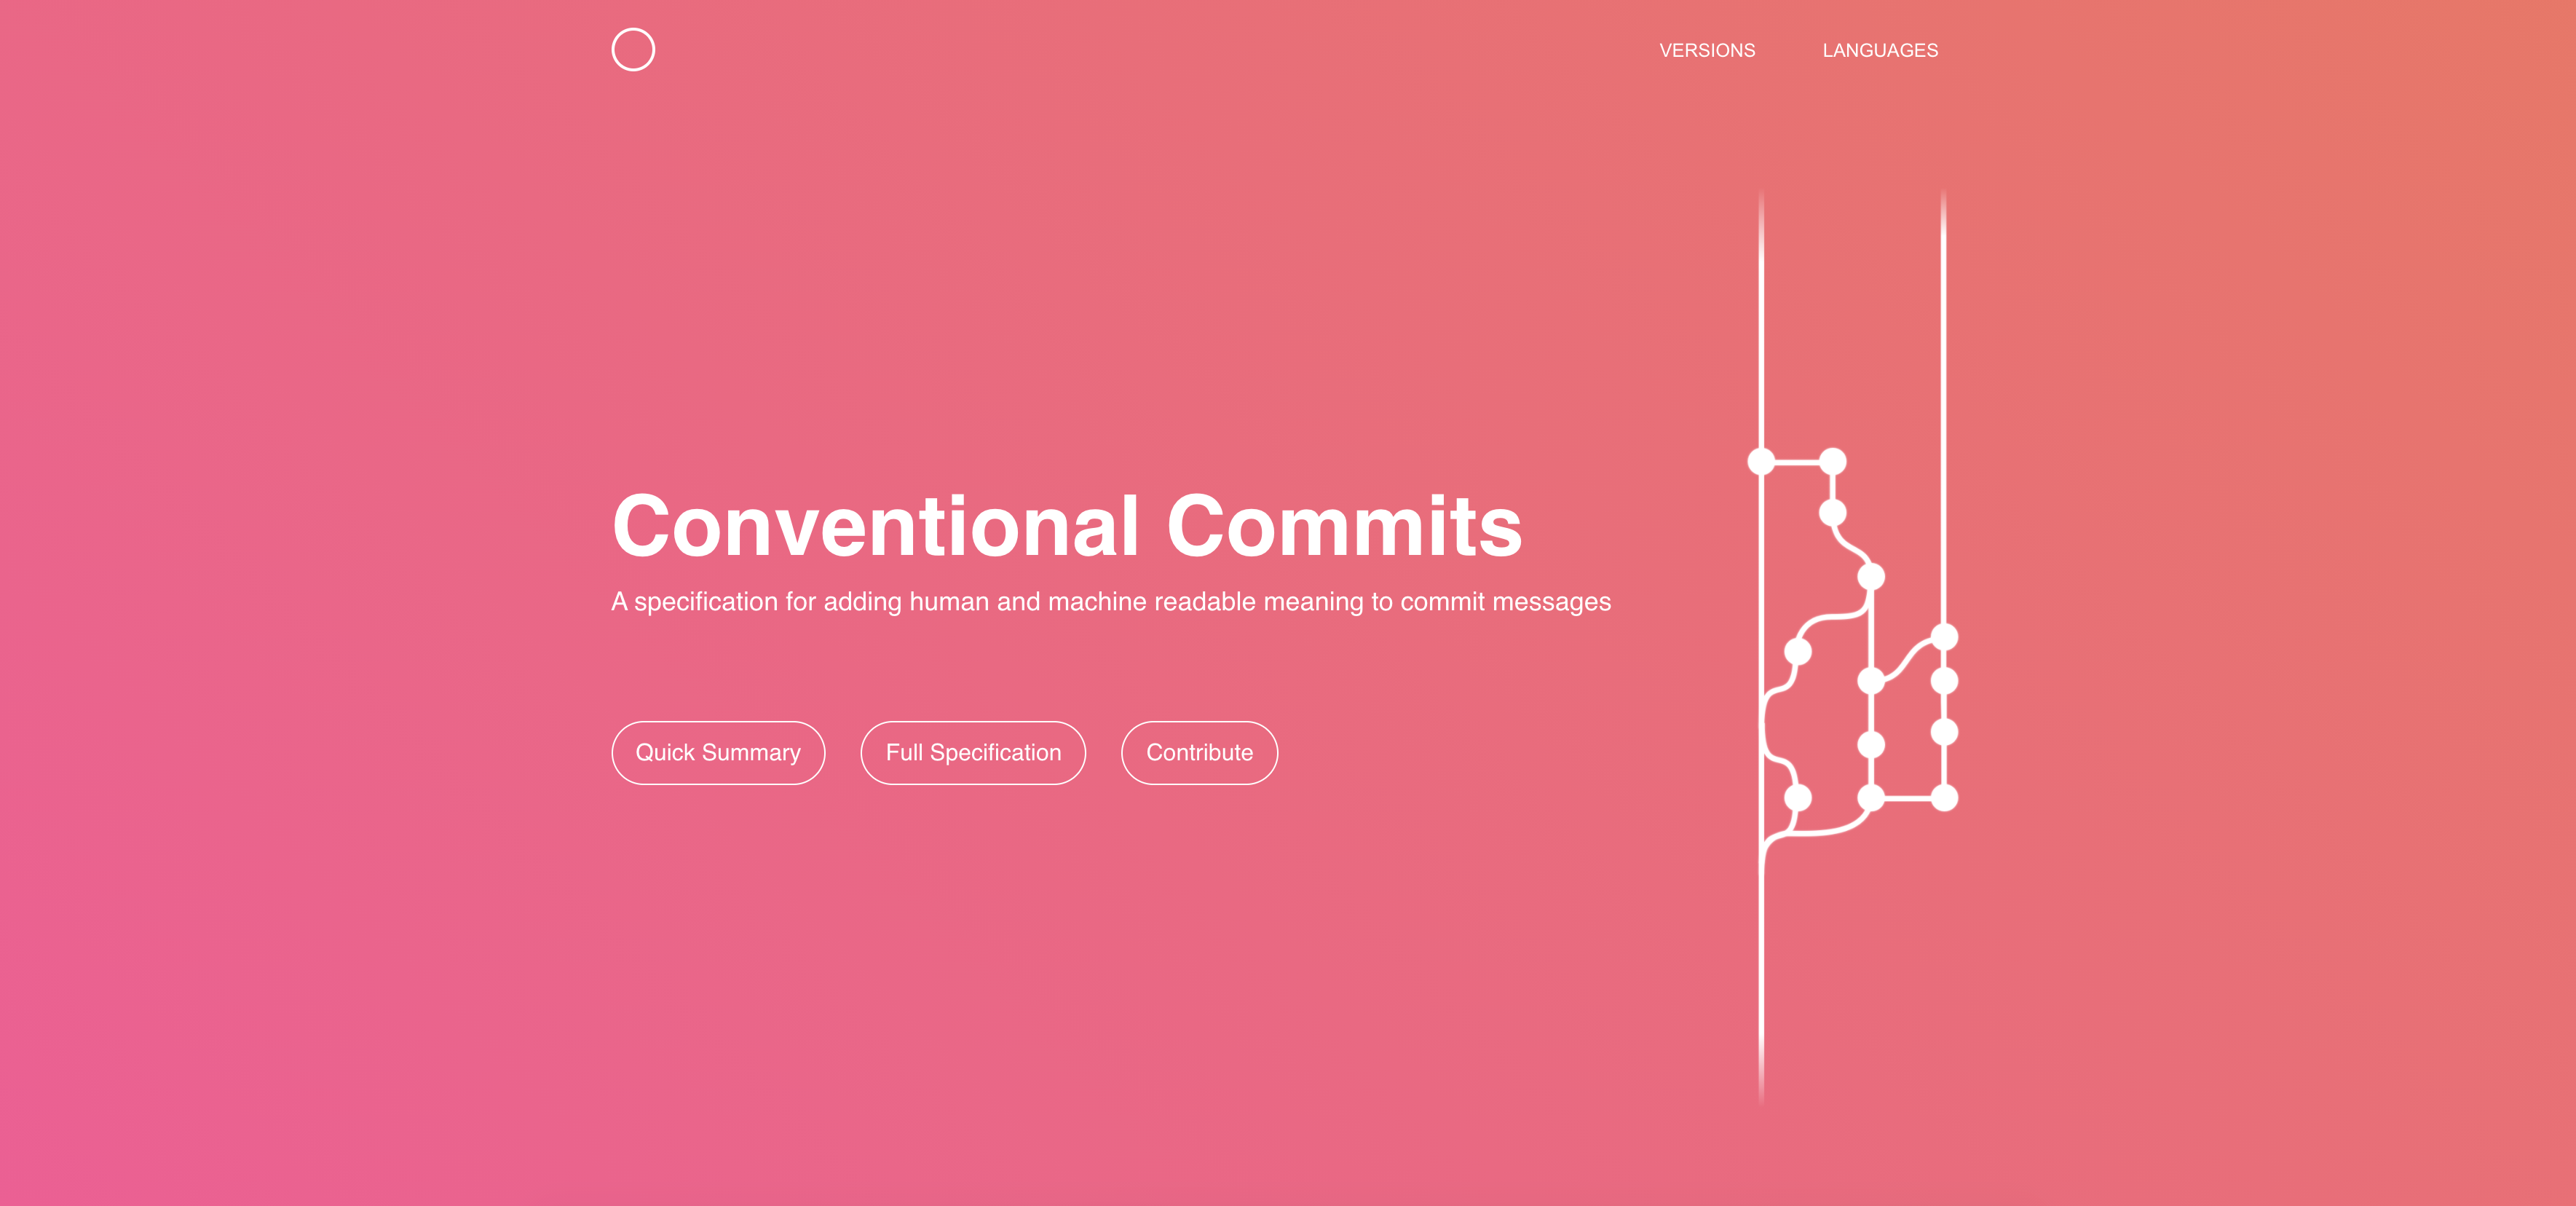 VERSIONS LANGUAGES
Conventional Commits
A specification for adding human and machine readable meaning to commit messages
Quick Summary
Full Specification
Contribute